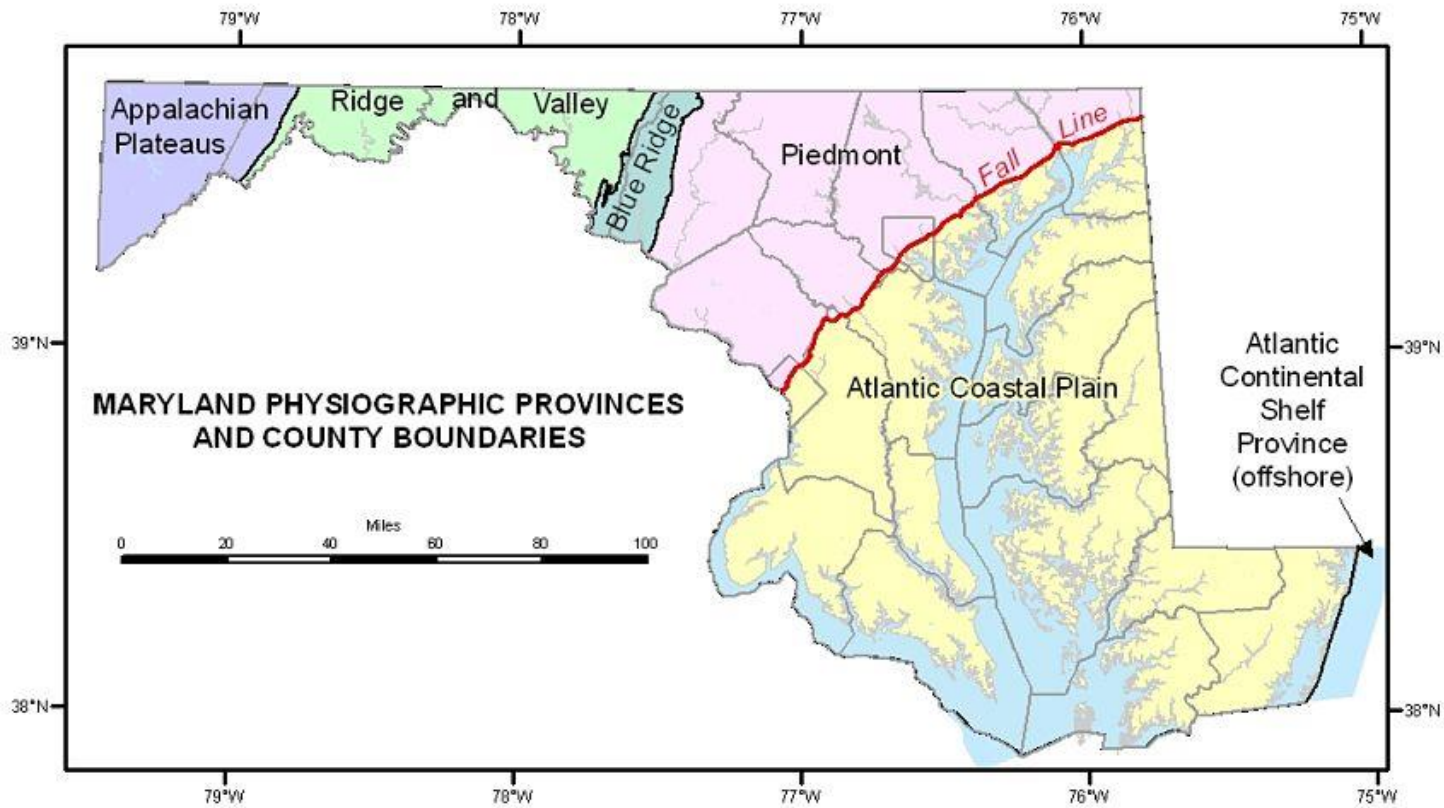 79°W 78°W 77°W 76°W 75°W
Appalachian
Plateaus
Ridge and Valley
Blue Ridge
Piedmont
Fall Line
39°N
39°N
Atlantic
Continental
Shelf
Province
(offshore)
Atlantic Coastal Plain
MARYLAND PHYSIOGRAPHIC PROVINCES
AND COUNTY BOUNDARIES
Miles
0 20 40 60 80 100
38°N
38°N
79°W 78°W 77°W 76°W 75°W